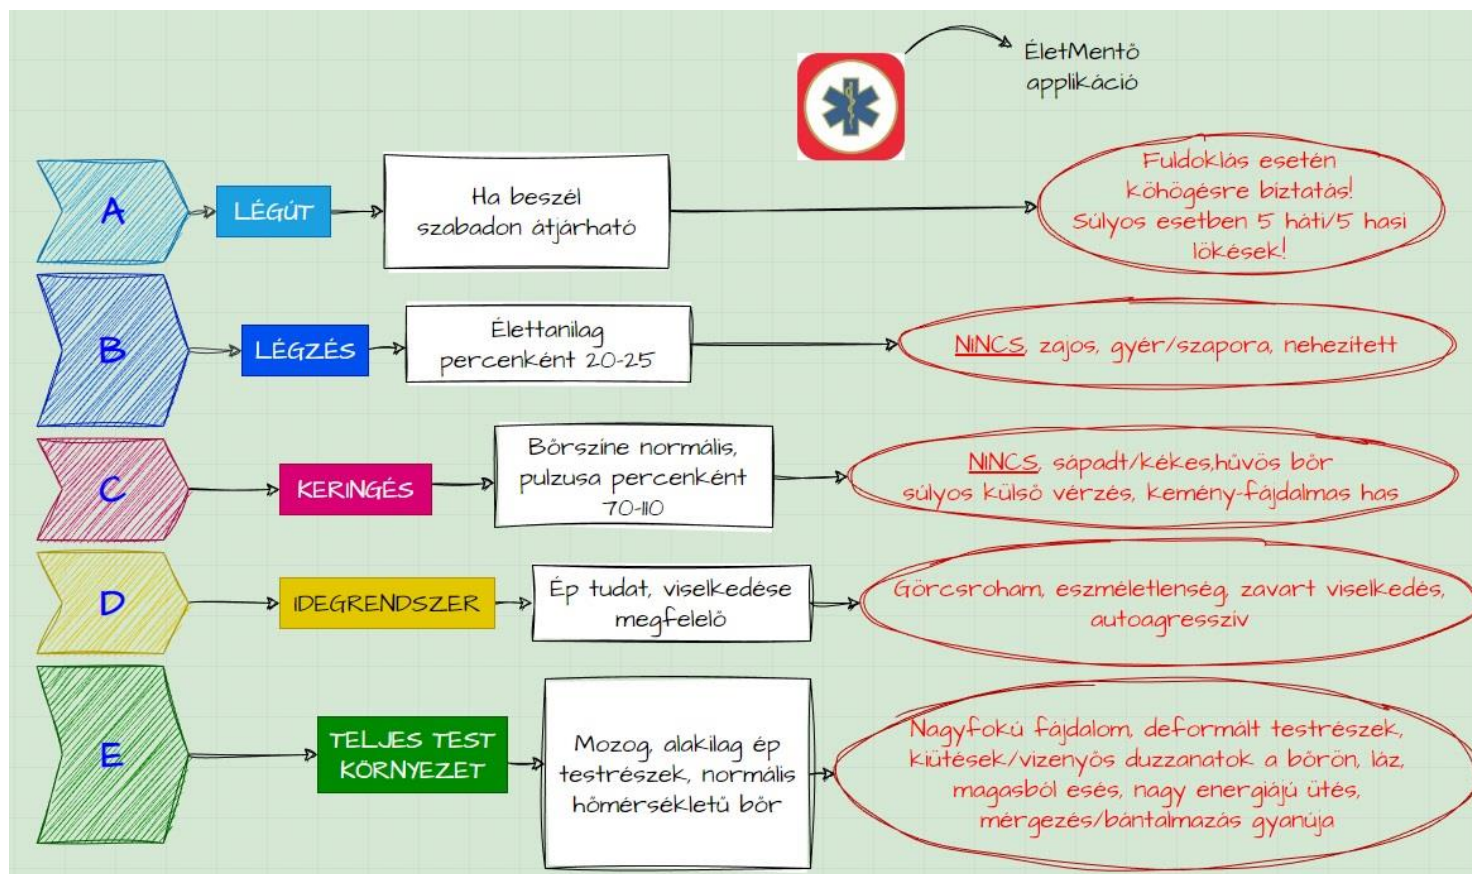 ÉletMentő
applikáció
A
LÉGÚT
Ha beszél
szabadon átjárható
Fuldoklás esetén
köhögésre biztatás!
Súlyos esetben 5 háti/5 hasi
lökések!
B
LÉGZÉS
Élettanilag
percenként 20-25
NINCS, zajos, gyér/szapora, nehezített
C
KERINGÉS
Bőrszíne normális,
pulzusa percenként
70-110
NINCS, sápadt/kékes,hűvös bőr
súlyos külső vérzés, kemény-fájdalmas has
D
IDEGRENDSZER
Ép tudat, viselkedése
megfelelő
Görcsroham, eszméletlenség, zavart viselkedés,
autoagresszív
E
TELJES TEST
KÖRNYEZET
Mozog, alakilag ép
testrészek, normális
hőmérsékletű bőr
Nagyfokú fájdalom, deformált testrészek,
kiütések/vizenyős duzzanatok a bőrön, láz,
magasból esés, nagy energiájú ütés,
mérgezés/bántalmazás gyanúja